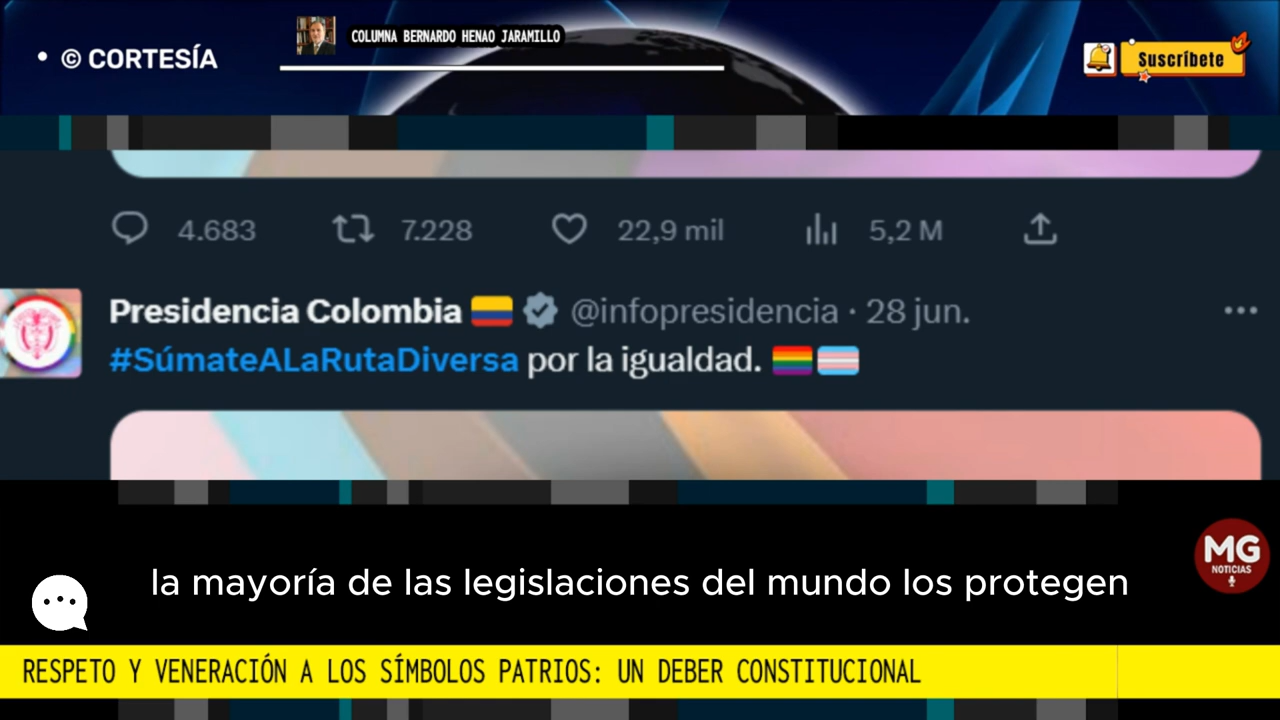 • © CORTESÍA
COLUMNA BERNARDO HENAO JARAMILLO
Suscríbete
4.683 7.228 22,9 mil 5,2 M
Presidencia Colombia @infopresidencia · 28 jun.
#SúmateALaRutaDiversa por la igualdad.
la mayoría de las legislaciones del mundo los protegen
MG
NOTICIAS
RESPETO Y VENERACIÓN A LOS SÍMBOLOS PATRIOS: UN DEBER CONSTITUCIONAL